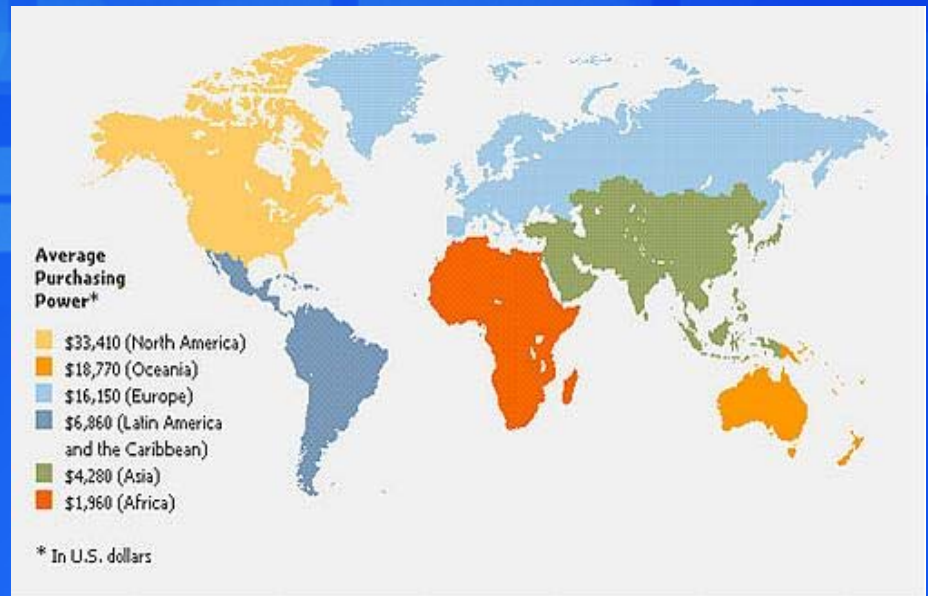 Average
Purchasing
Power*
$33,410 (North America)
$18,770 (Oceania)
$16,150 (Europe)
$6,860 (Latin America
and the Caribbean)
$4,280 (Asia)
$1,960 (Africa)
* In U.S. dollars